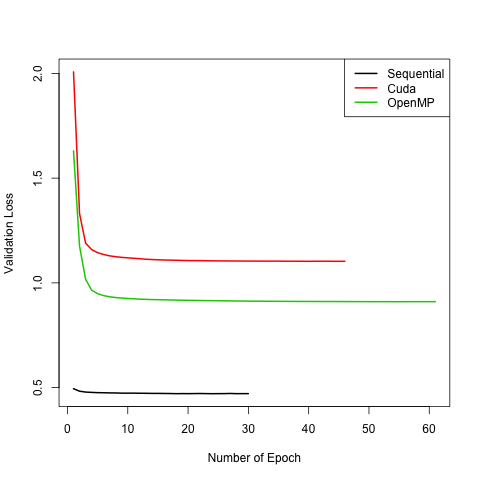 Sequential
Cuda
OpenMP
Validation Loss
2.0
1.5
1.0
0.5
0 10 20 30 40 50 60
Number of Epoch